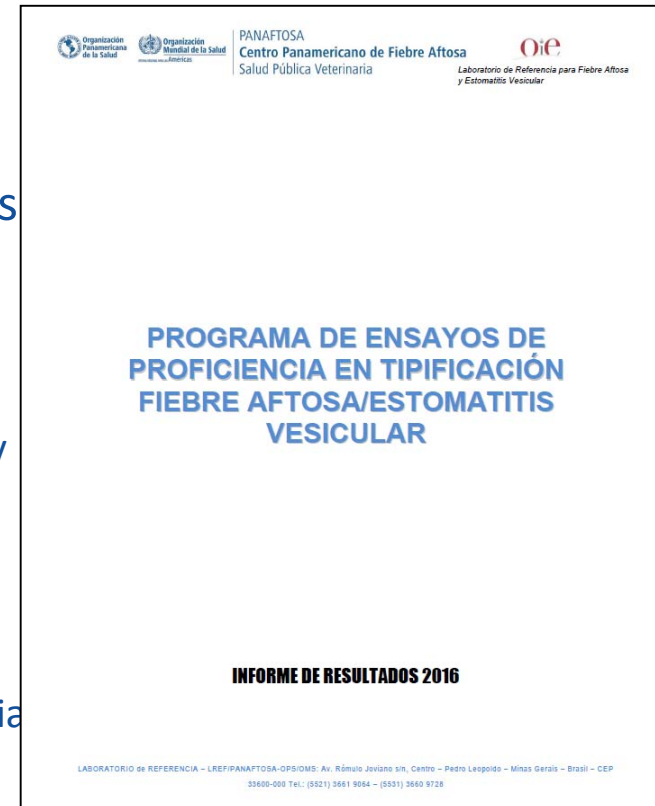 Organización
Panamericana
de la Salud
Organización
Mundial de la Salud
Américas
PANAFTOSA
Centro Panamericano de Fiebre Aftosa
Salud Pública Veterinaria
Oie
Laboratorio de Referencia para Fiebre Aftosa
y Estomatitis Vesicular
s
PROGRAMA DE ENSAYOS DE
PROFICIENCIA EN TIPIFICACIÓN
FIEBRE AFTOSA/ESTOMATITIS
VESICULAR
y
INFORME DE RESULTADOS 2016
ia
LABORATORIO de REFERENCIA – LREF/PANAFTOSA-OPS/OMS: Av. Rómulo Joviano s/n, Centro – Pedro Leopoldo – Minas Gerais – Brasil – CEP
33600-000 Tel.: (5521) 3661 9064 – (5531) 3660 9726